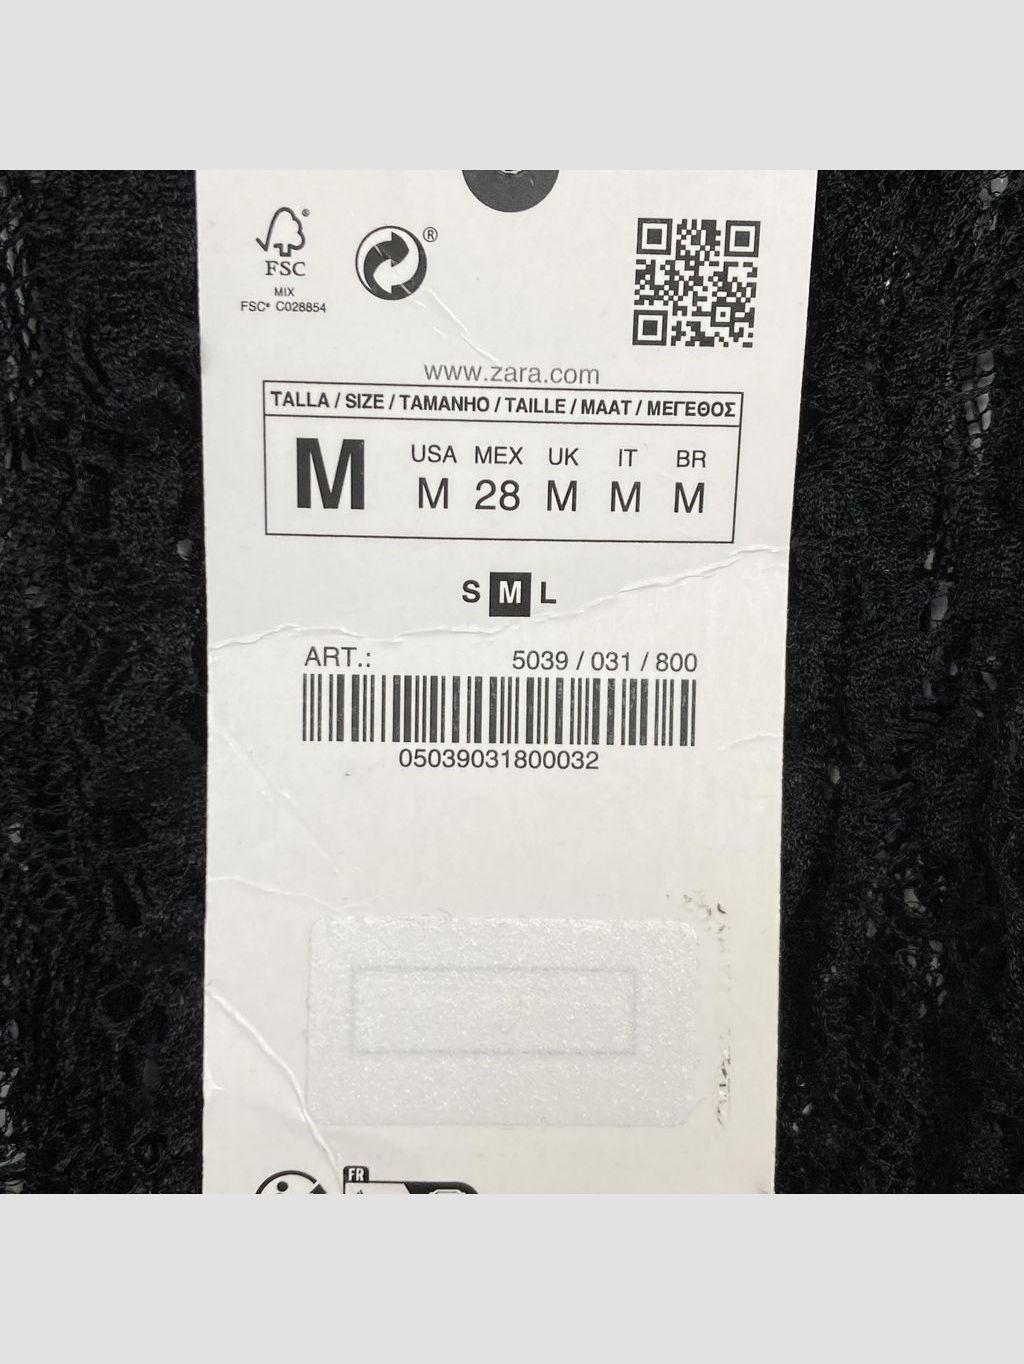 FSC®
MIX
FSC® C028854
®
www.zara.com
TALLA / SIZE / TAMANHO / TAILLE / MAAT / ΜΕΓΕΘΟΣ
M
USA MEX UK IT BR
M 28 M M M
S M L
ART.: 5039 / 031 / 800
05039031800032
FR